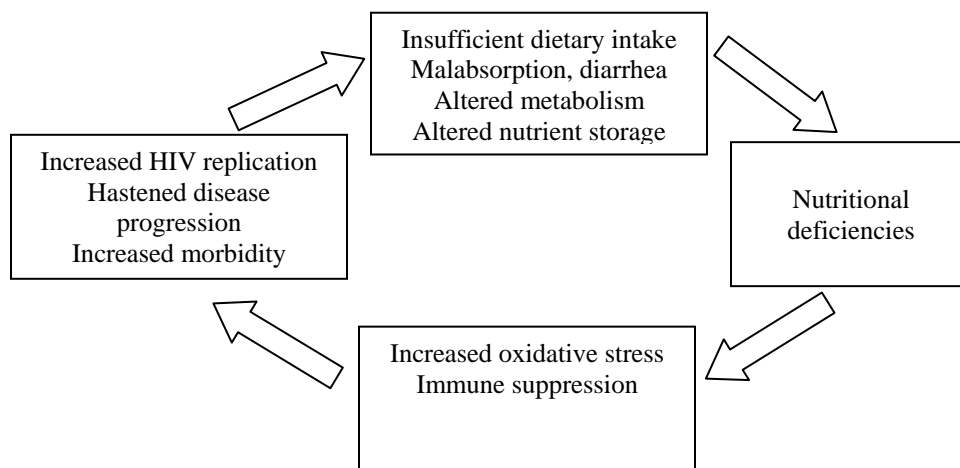 Insufficient dietary intake
Malabsorption, diarrhea
Altered metabolism
Altered nutrient storage
Increased HIV replication
Hastened disease
progression
Increased morbidity
Nutritional
deficiencies
Increased oxidative stress
Immune suppression